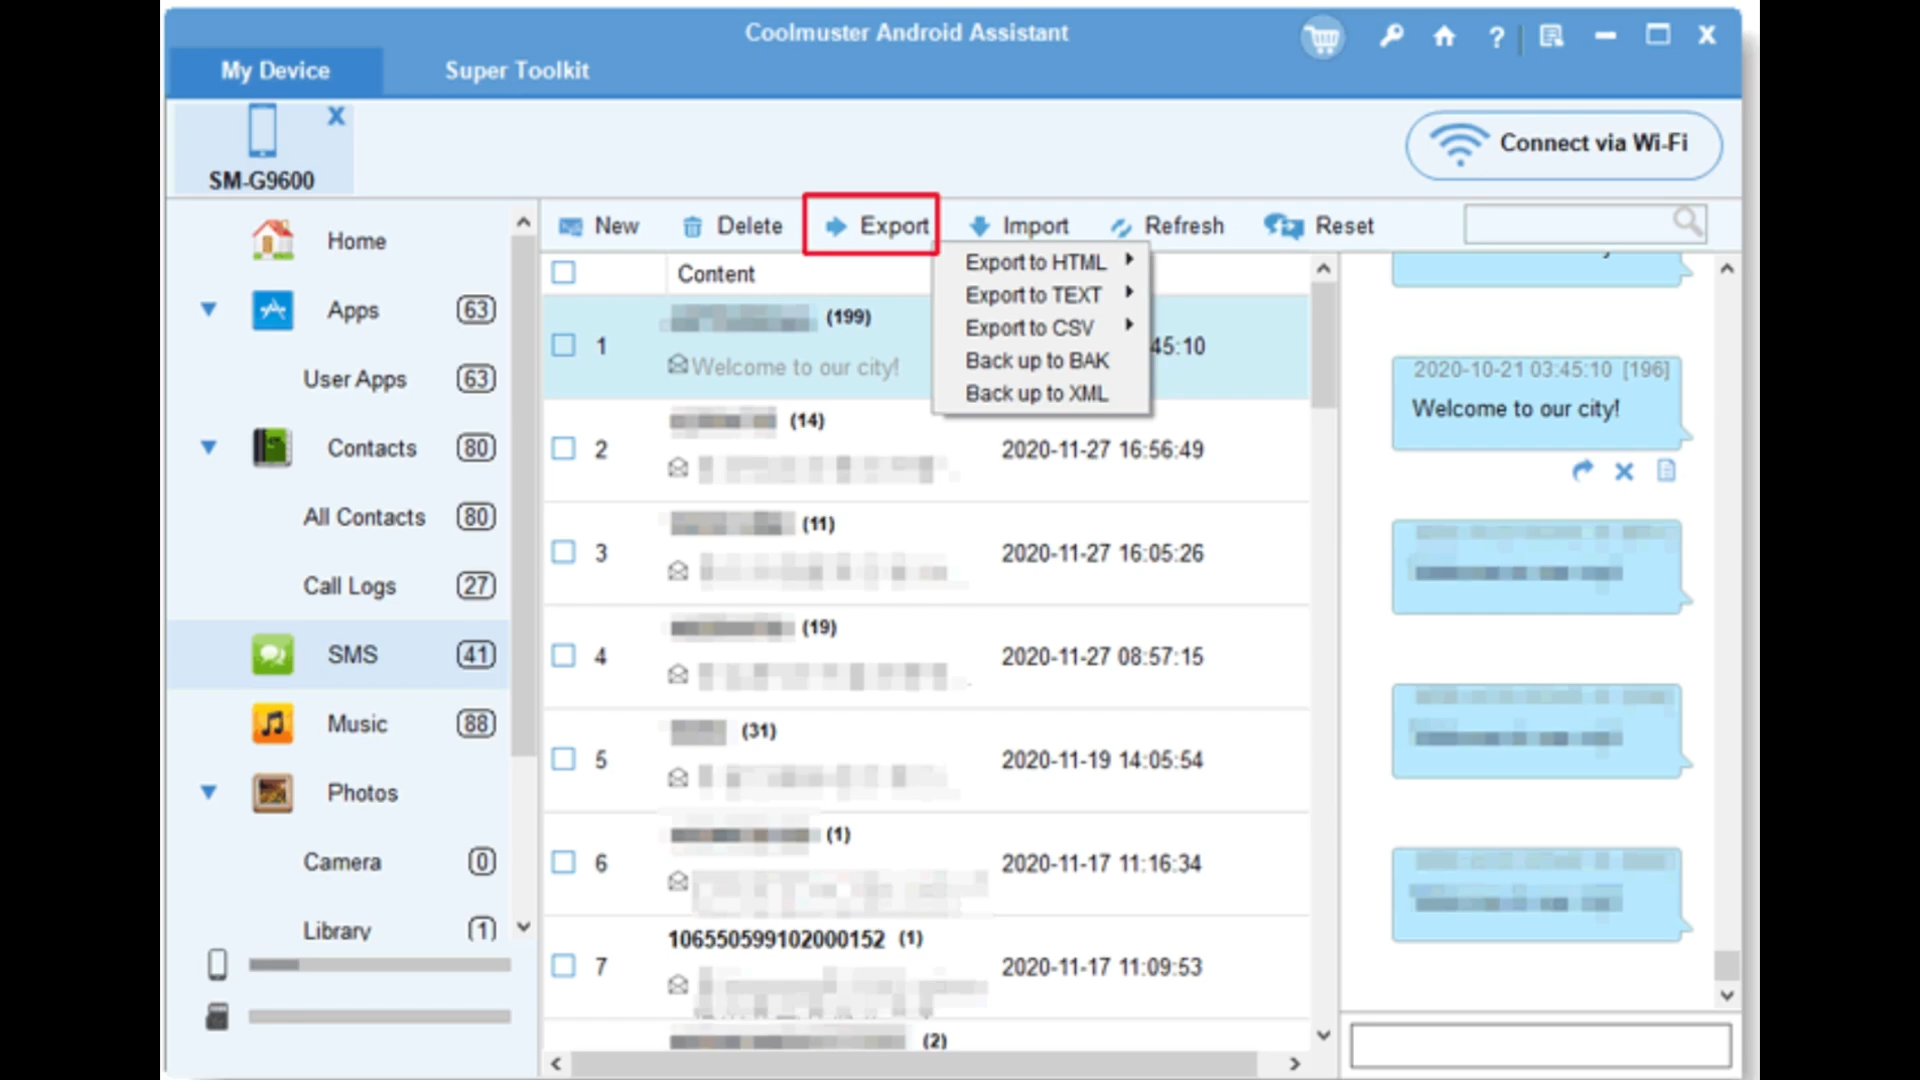 Coolmuster Android Assistant
My Device
Super Toolkit
SM-G9600
Connect via Wi-Fi
New
Delete
Export
Import
Refresh
Reset
Export to HTML
Export to TEXT
Export to CSV
Back up to BAK
Back up to XML
Home
Apps 63
User Apps 63
Contacts 80
All Contacts 80
Call Logs 27
SMS 41
Music 88
Photos
Camera 0
Library 1
Content
1 (199) 45:10
Welcome to our city!
2 (14) 2020-11-27 16:56:49
3 (11) 2020-11-27 16:05:26
4 (19) 2020-11-27 08:57:15
5 (31) 2020-11-19 14:05:54
6 (1) 2020-11-17 11:16:34
7 106550599102000152 (1) 2020-11-17 11:09:53
(2)
2020-10-21 03:45:10 [196]
Welcome to our city!